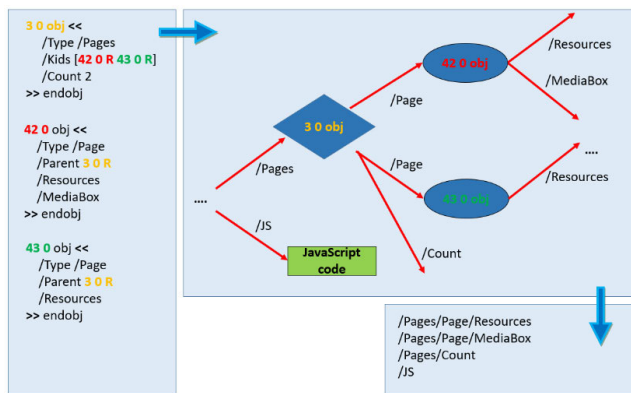 3 0 obj <<
/Type /Pages
/Kids [42 0 R 43 0 R]
/Count 2
>> endobj
42 0 obj <<
/Type /Page
/Parent 3 0 R
/Resources
/MediaBox
>> endobj
43 0 obj <<
/Type /Page
/Parent 3 0 R
/Resources
>> endobj
/Resources
42 0 obj
/MediaBox
/Page
3 0 obj
....
/Page
/Resources
/Pages
....
43 0 obj
/JS
JavaScript
code
/Count
/Pages/Page/Resources
/Pages/Page/MediaBox
/Pages/Count
/JS